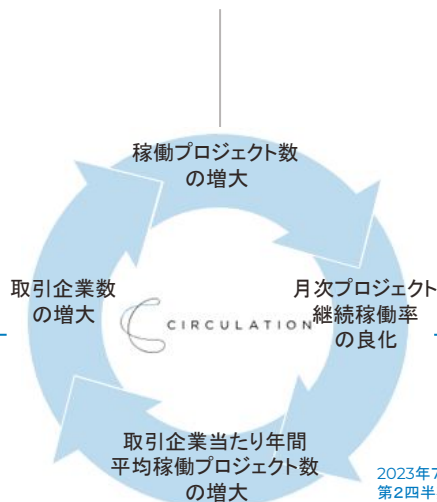 稼働プロジェクト数
の増大
取引企業数
の増大
CIRCULATION
月次プロジェクト
継続稼働率
の良化
取引企業当たり年間
平均稼働プロジェクト数
の増大
2023年7
第2四半